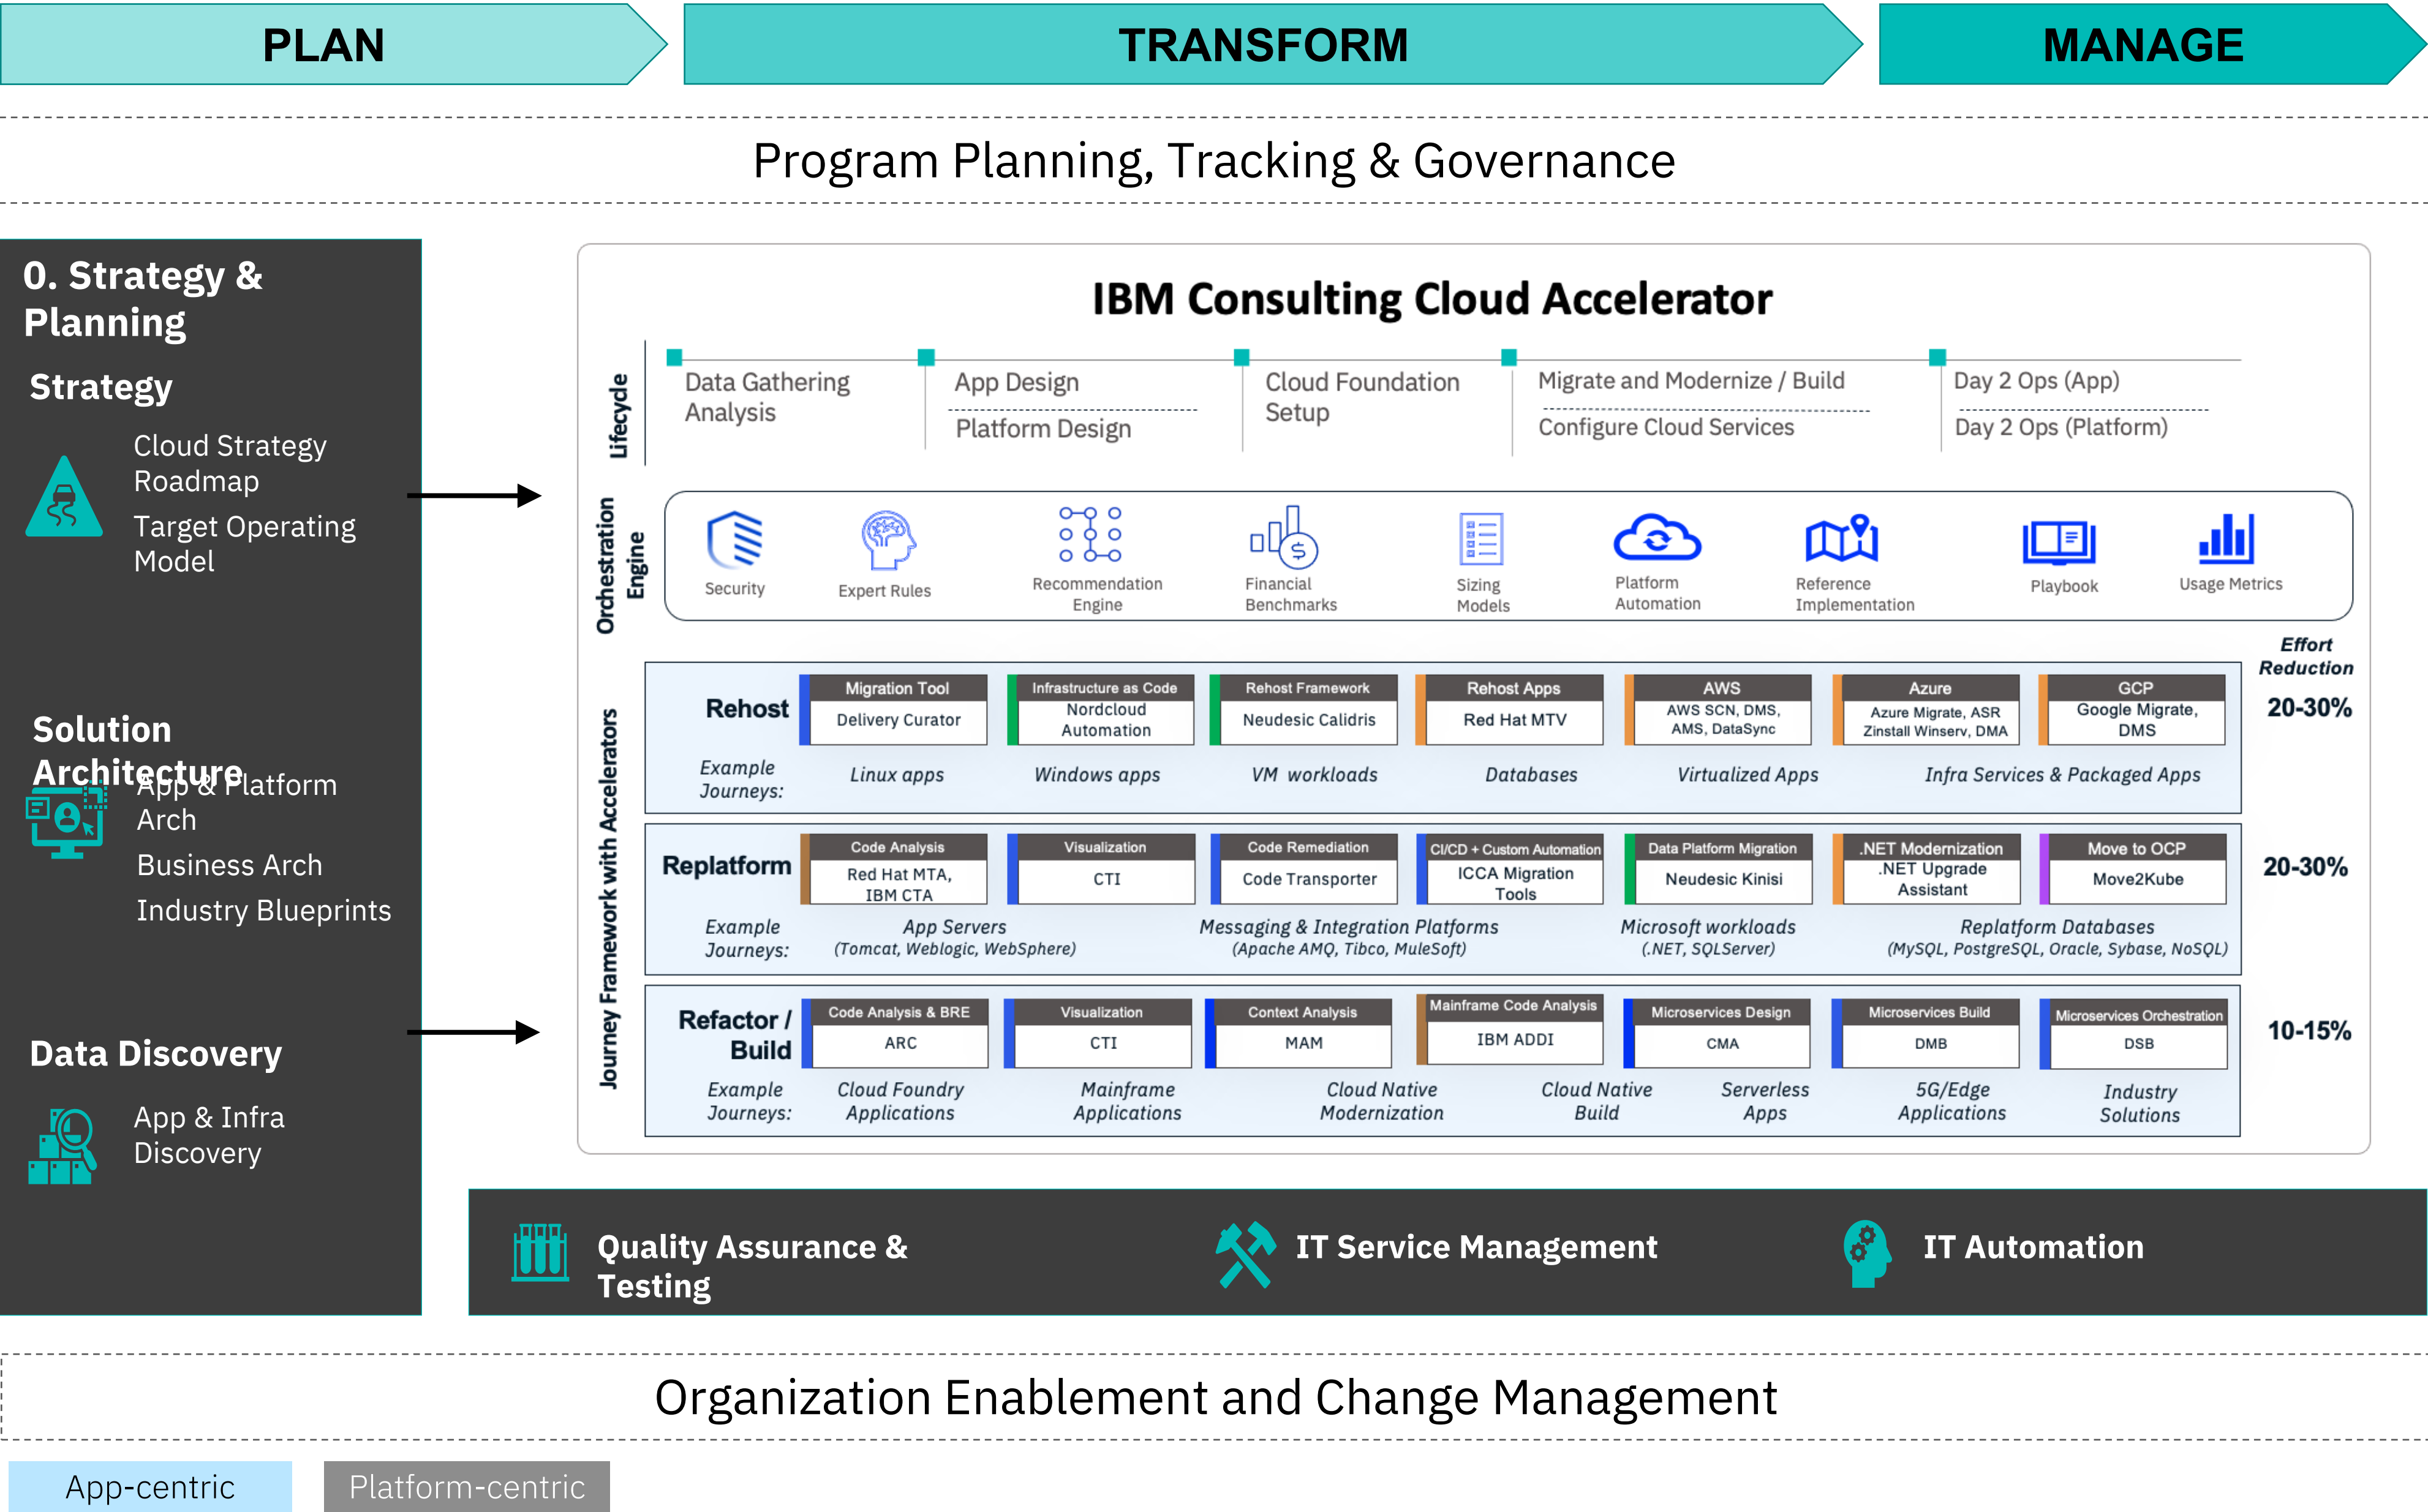 PLAN
TRANSFORM
MANAGE
Program Planning, Tracking & Governance
0. Strategy &
Planning
Strategy
Cloud Strategy
Roadmap
Target Operating
Model
Solution
Architecture
App & Platform
Arch
Business Arch
Industry Blueprints
Data Discovery
App & Infra
Discovery
IBM Consulting Cloud Accelerator
Lifecycle
Data Gathering
Analysis
App Design
Platform Design
Cloud Foundation
Setup
Migrate and Modernize / Build
Configure Cloud Services
Day 2 Ops (App)
Day 2 Ops (Platform)
Orchestration
Engine
Security
Expert Rules
Recommendation
Engine
Financial
Benchmarks
Sizing
Models
Platform
Automation
Reference
Implementation
Playbook
Usage Metrics
Effort
Reduction
Journey Framework with Accelerators
Rehost
Migration Tool
Delivery Curator
Infrastructure as Code
Nordcloud
Automation
Rehost Framework
Neudesic Calidris
Rehost Apps
Red Hat MTV
AWS
AWS SCN, DMS,
AMS, DataSync
Azure
Azure Migrate, ASR
Zinstall Winserv, DMA
GCP
Google Migrate,
DMS
20-30%
Example
Journeys:
Linux apps
Windows apps
VM workloads
Databases
Virtualized Apps
Infra Services & Packaged Apps
Replatform
Code Analysis
Red Hat MTA,
IBM CTA
Visualization
CTI
Code Remediation
Code Transporter
CI/CD + Custom Automation
ICCA Migration
Tools
Data Platform Migration
Neudesic Kinisi
.NET Modernization
.NET Upgrade
Assistant
Move to OCP
Move2Kube
20-30%
Example
Journeys:
App Servers
(Tomcat, Weblogic, WebSphere)
Messaging & Integration Platforms
(Apache AMQ, Tibco, MuleSoft)
Microsoft workloads
(.NET, SQLServer)
Replatform Databases
(MySQL, PostgreSQL, Oracle, Sybase, NoSQL)
Refactor /
Build
Code Analysis & BRE
ARC
Visualization
CTI
Context Analysis
MAM
Mainframe Code Analysis
IBM ADDI
Microservices Design
CMA
Microservices Build
DMB
Microservices Orchestration
DSB
10-15%
Example
Journeys:
Cloud Foundry
Applications
Mainframe
Applications
Cloud Native
Modernization
Cloud Native
Build
Serverless
Apps
5G/Edge
Applications
Industry
Solutions
Quality Assurance &
Testing
IT Service Management
IT Automation
Organization Enablement and Change Management
App-centric
Platform-centric